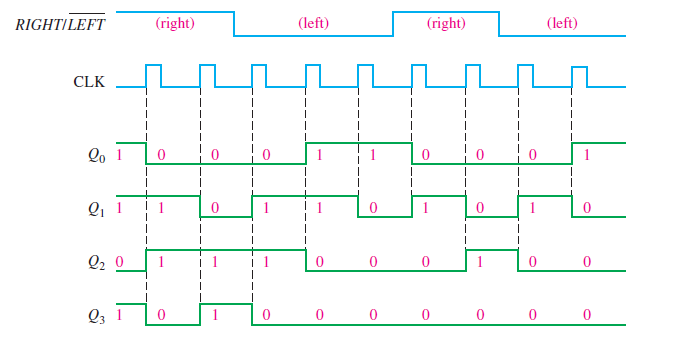 RIGHT/LEFT (right) (left) (right) (left)
CLK
Q0 1 0 0 0 1 1 0 0 0 1
Q1 1 1 0 1 1 0 1 0 1 0
Q2 0 1 1 1 0 0 0 1 0 0
Q3 1 0 1 0 0 0 0 0 0 0